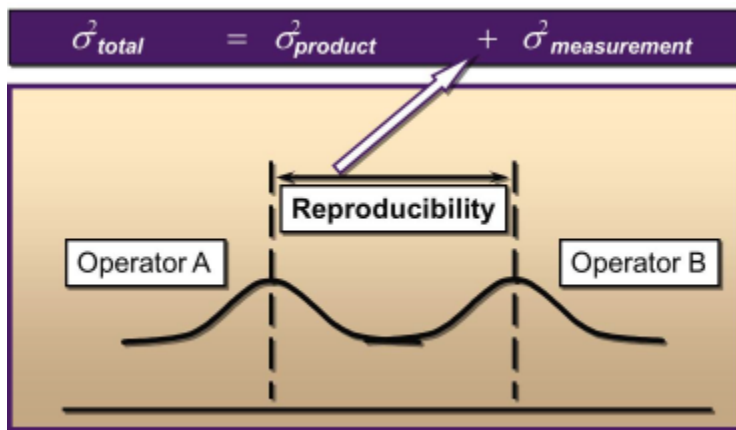 σ²total = σ²product + σ²measurement
Reproducibility
Operator A
Operator B